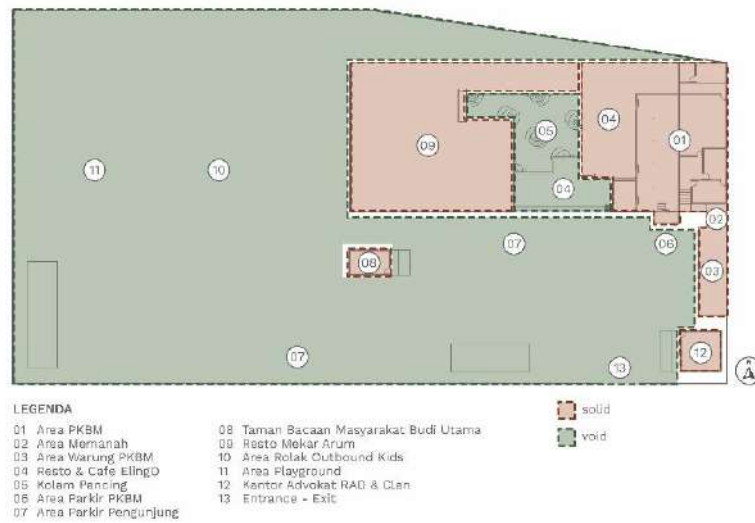 09
04
01
05
11
10
04
02
07
06
08
03
12
07
13
A
LEGENDA
01 Area PKBM
02 Area Memanah
03 Area Warung PKBM
04 Resto & Cafe ElingD
05 Kolam Pancing
06 Area Parkir PKBM
07 Area Parkir Pengunjung
08 Taman Bacaan Masyarakat Budi Utama
09 Resto Mekar Arum
10 Area Rolak Outbound Kids
11 Area Playground
12 Kantor Advokat RAD & Clan
13 Entrance - Exit
solid
void